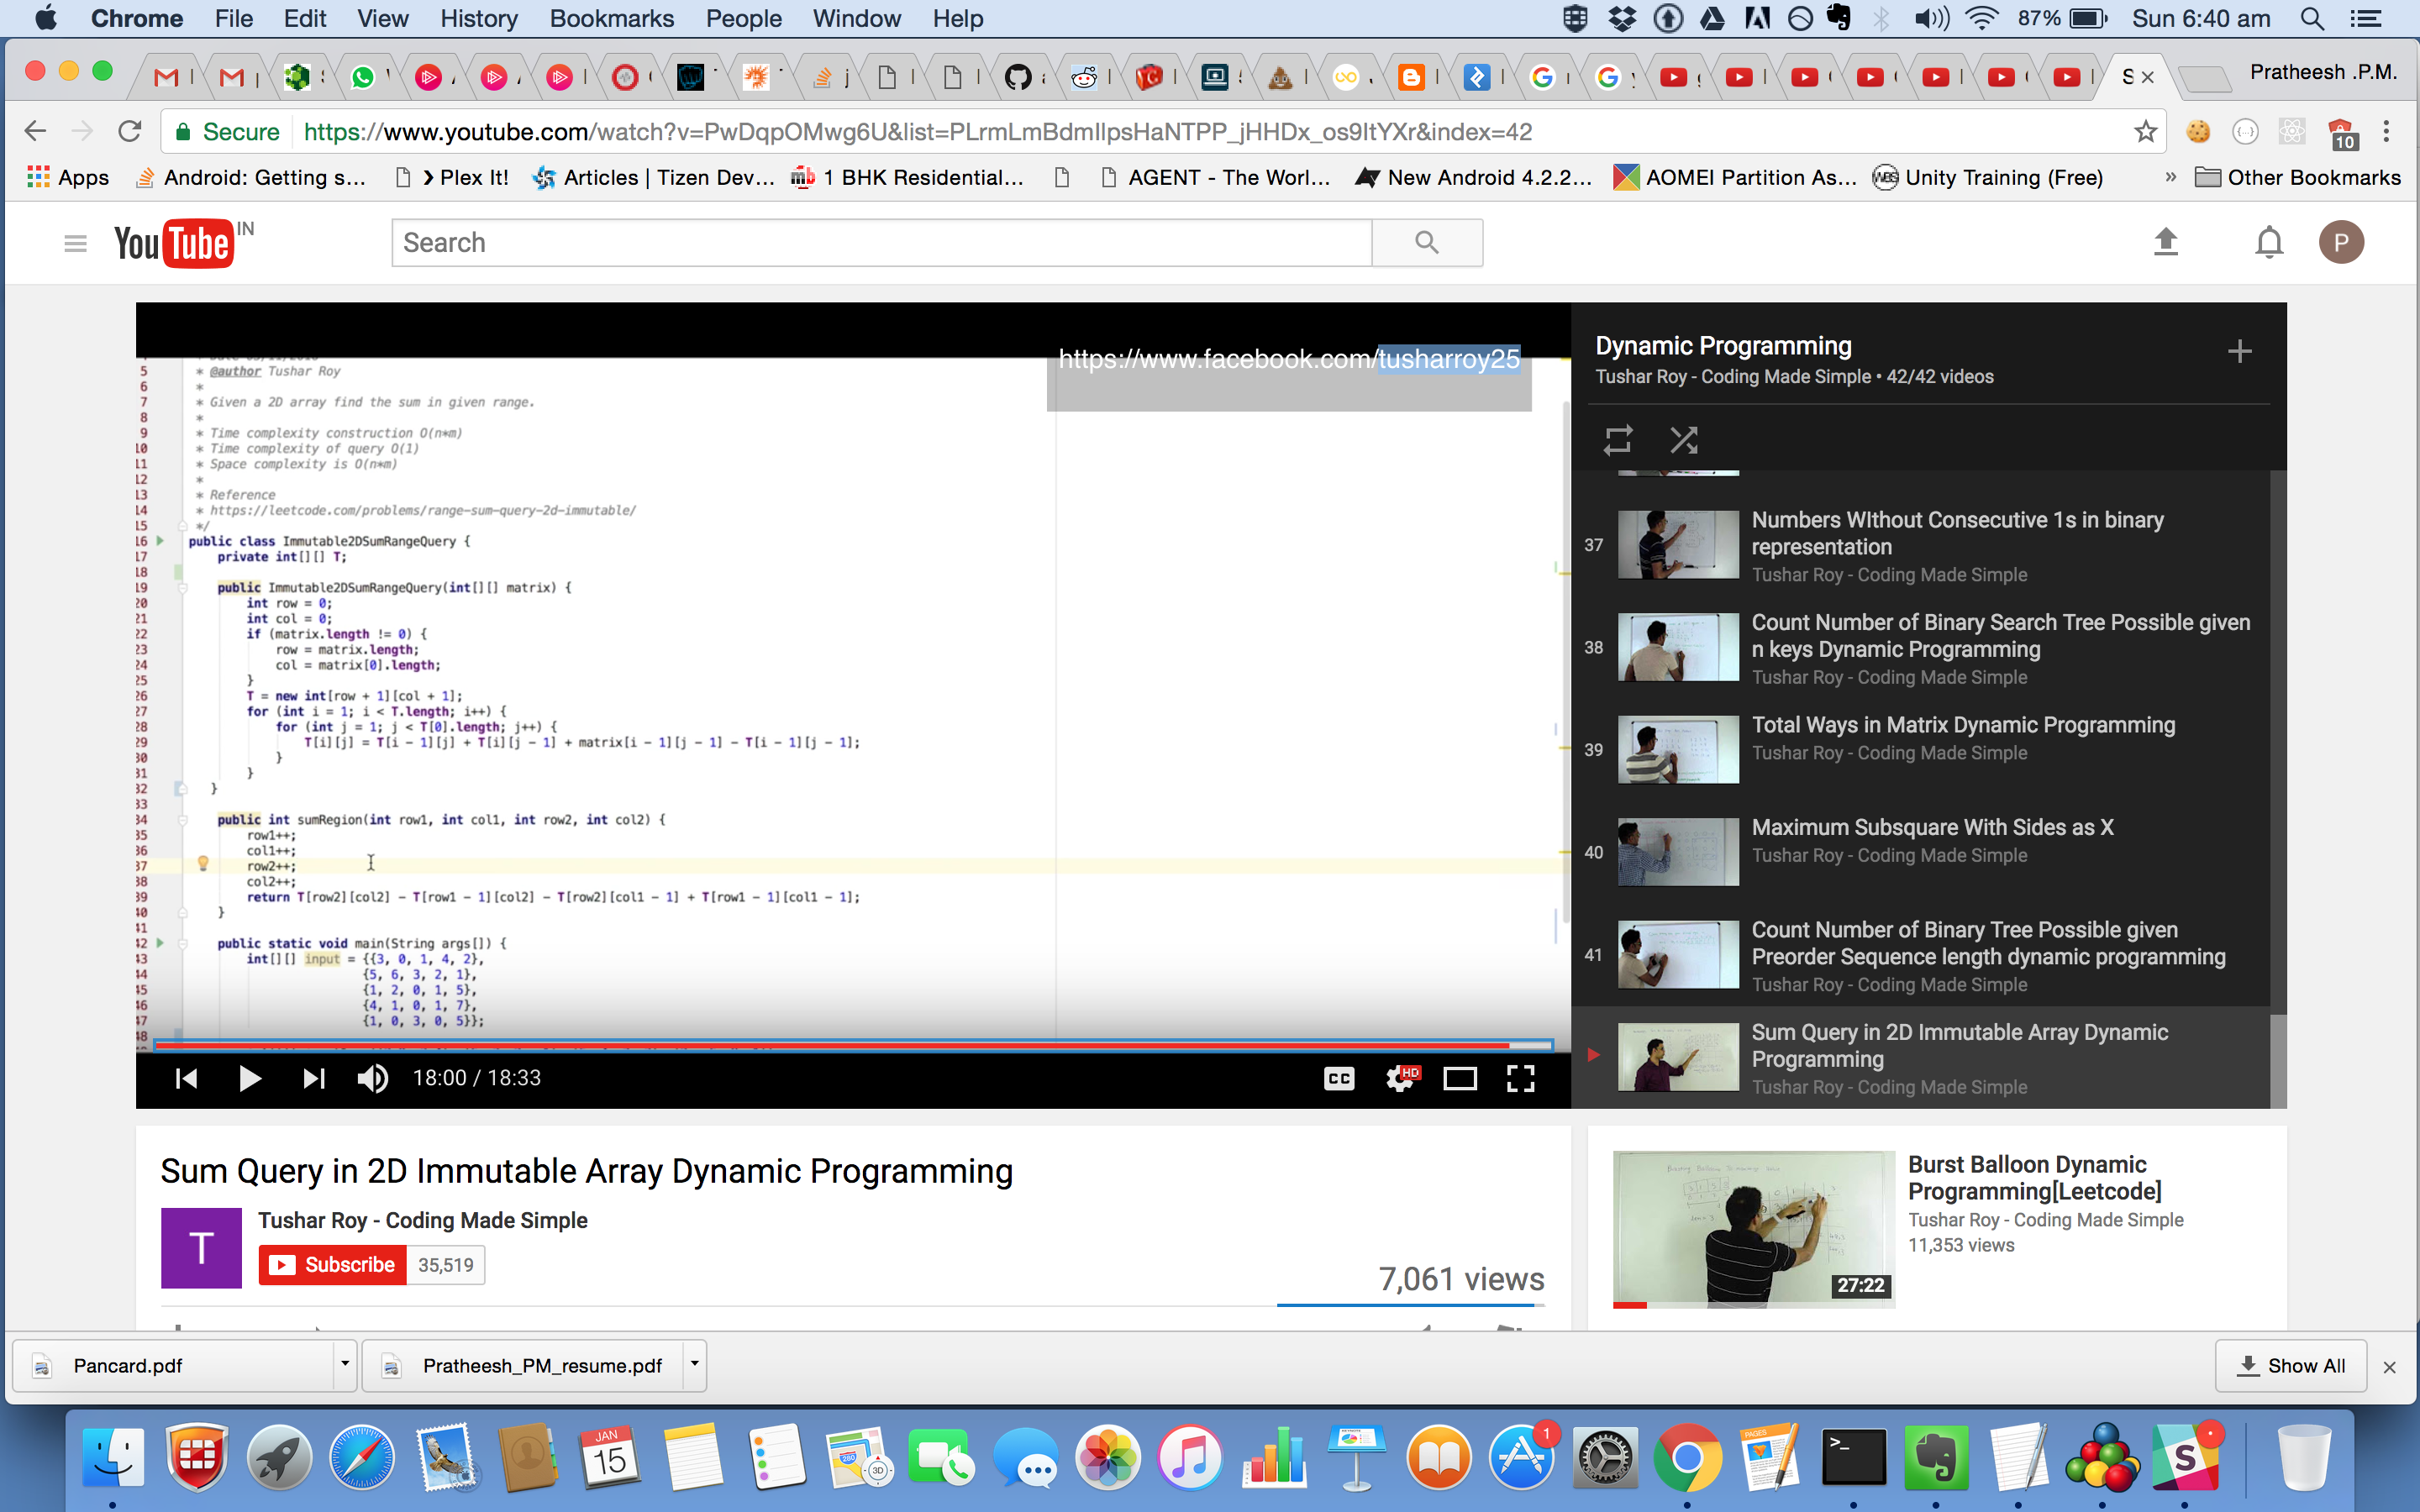 Chrome File Edit View History Bookmarks People Window Help 87% Sun 6:40 am
Pratheesh .P.M.
Secure https://www.youtube.com/watch?v=PwDqpOMwg6U&list=PLrmLmBdmIlpsHaNTPP_jHHDx_os9ItYXr&index=42
10
Apps Android: Getting s... ❯ Plex It! Articles | Tizen Dev... 1 BHK Residential... AGENT - The Worl... New Android 4.2.2... AOMEI Partition As... Unity Training (Free) » Other Bookmarks
YouTube IN Search P
https://www.facebook.com/tusharroy25
5 * @author Tushar Roy
6 *
7 * Given a 2D array find the sum in given range.
8 *
9 * Time complexity construction O(n*m)
10 * Time complexity of query O(1)
11 * Space complexity is O(n*m)
12 *
13 * Reference
14 * https://leetcode.com/problems/range-sum-query-2d-immutable/
15 */
16 public class Immutable2DSumRangeQuery {
17 private int[][] T;
18
19 public Immutable2DSumRangeQuery(int[][] matrix) {
20 int row = 0;
21 int col = 0;
22 if (matrix.length != 0) {
23 row = matrix.length;
24 col = matrix[0].length;
25 }
26 T = new int[row + 1][col + 1];
27 for (int i = 1; i < T.length; i++) {
28 for (int j = 1; j < T[0].length; j++) {
29 T[i][j] = T[i - 1][j] + T[i][j - 1] + matrix[i - 1][j - 1] - T[i - 1][j - 1];
30 }
31 }
32 }
33
34 public int sumRegion(int row1, int col1, int row2, int col2) {
35 row1++;
36 col1++;
37 row2++;
38 col2++;
39 return T[row2][col2] - T[row1 - 1][col2] - T[row2][col1 - 1] + T[row1 - 1][col1 - 1];
40 }
41
42 public static void main(String args[]) {
43 int[][] input = {{3, 0, 1, 4, 2},
44 {5, 6, 3, 2, 1},
45 {1, 2, 0, 1, 5},
46 {4, 1, 0, 1, 7},
47 {1, 0, 3, 0, 5}};
48
18:00 / 18:33 CC HD
Dynamic Programming
Tushar Roy - Coding Made Simple • 42/42 videos
37 Numbers WIthout Consecutive 1s in binary
representation
Tushar Roy - Coding Made Simple
38 Count Number of Binary Search Tree Possible given
n keys Dynamic Programming
Tushar Roy - Coding Made Simple
39 Total Ways in Matrix Dynamic Programming
Tushar Roy - Coding Made Simple
40 Maximum Subsquare With Sides as X
Tushar Roy - Coding Made Simple
41 Count Number of Binary Tree Possible given
Preorder Sequence length dynamic programming
Tushar Roy - Coding Made Simple
Sum Query in 2D Immutable Array Dynamic
Programming
Tushar Roy - Coding Made Simple
Sum Query in 2D Immutable Array Dynamic Programming
T
Tushar Roy - Coding Made Simple
Subscribe 35,519
7,061 views
Burst Balloon Dynamic
Programming[Leetcode]
Tushar Roy - Coding Made Simple
11,353 views
27:22
Pancard.pdf Pratheesh_PM_resume.pdf Show All
JAN
15
280
3D
1
PAGES
>_
S